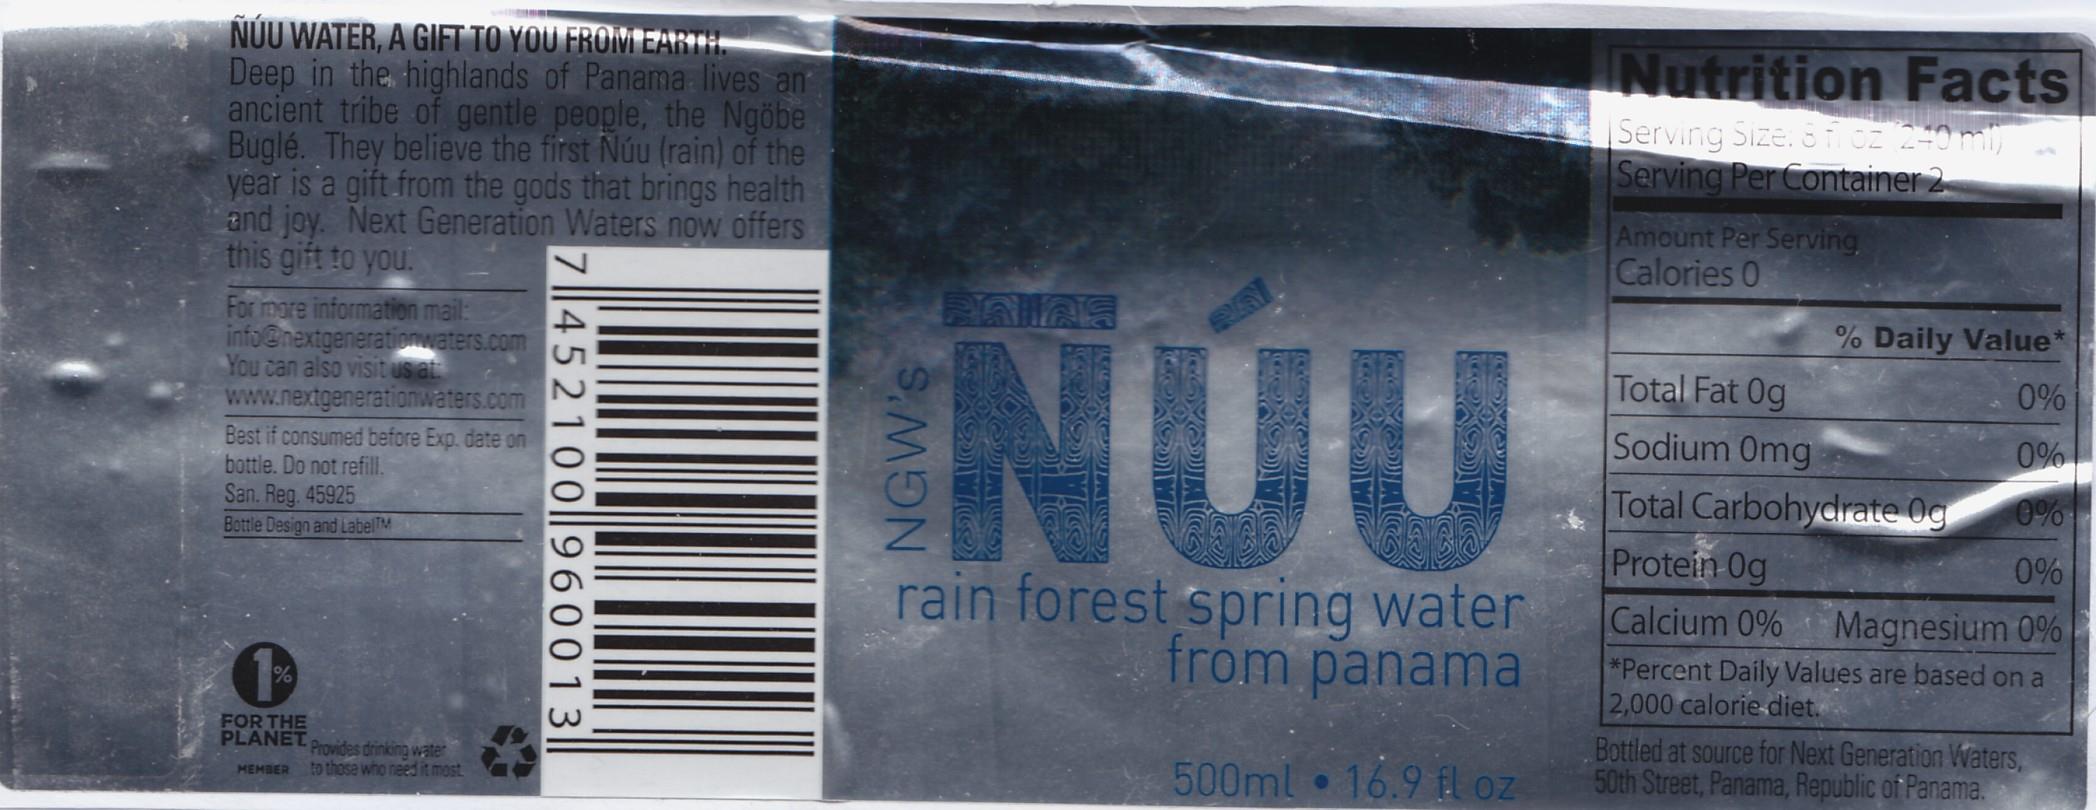 ÑÚU WATER, A GIFT TO YOU FROM EARTH.
Deep in the highlands of Panama lives an
ancient tribe of gentle people, the Ngöbe
Buglé. They believe the first Ñúu (rain) of the
year is a gift from the gods that brings health
and joy. Next Generation Waters now offers
this gift to you.
For more information mail:
info@nextgenerationwaters.com
You can also visit us at:
www.nextgenerationwaters.com
Best if consumed before Exp. date on
bottle. Do not refill.
San. Reg. 45925
Bottle Design and Label™
1%
FOR THE
PLANET
MEMBER
Provides drinking water
to those who need it most.
7 452100 960013
NGW's
ÑÚU
rain forest spring water
from panama
500ml • 16.9 fl oz
Nutrition Facts
Serving Size: 8 fl oz (240 ml)
Serving Per Container 2
Amount Per Serving
Calories 0
% Daily Value*
Total Fat 0g 0%
Sodium 0mg 0%
Total Carbohydrate 0g 0%
Protein 0g 0%
Calcium 0% Magnesium 0%
*Percent Daily Values are based on a
2,000 calorie diet.
Bottled at source for Next Generation Waters,
50th Street, Panama, Republic of Panama.